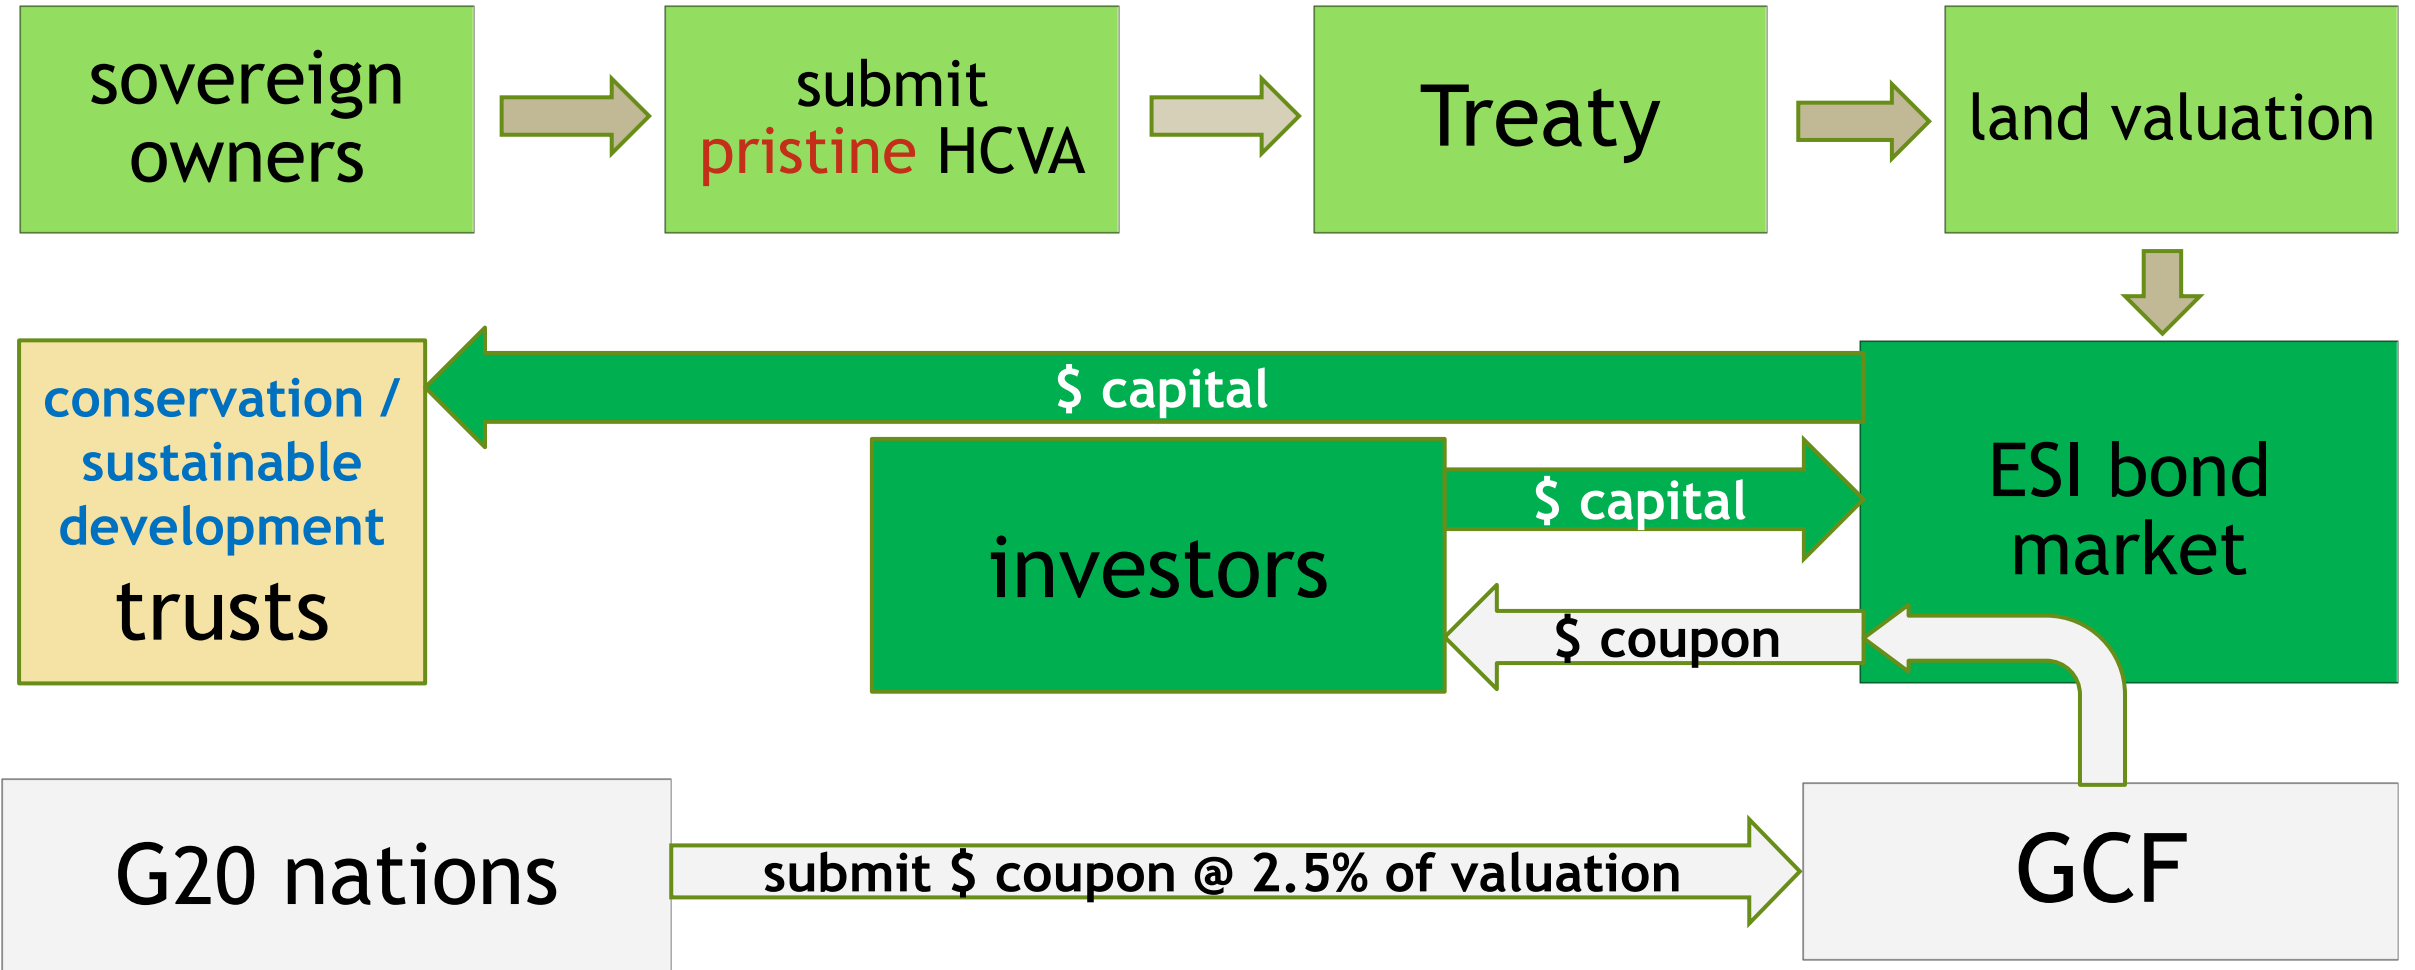 sovereign
owners
submit
pristine HCVA
Treaty
land valuation
conservation /
sustainable
development
trusts
$ capital
investors
$ capital
$ coupon
ESI bond
market
G20 nations
submit $ coupon @ 2.5% of valuation
GCF